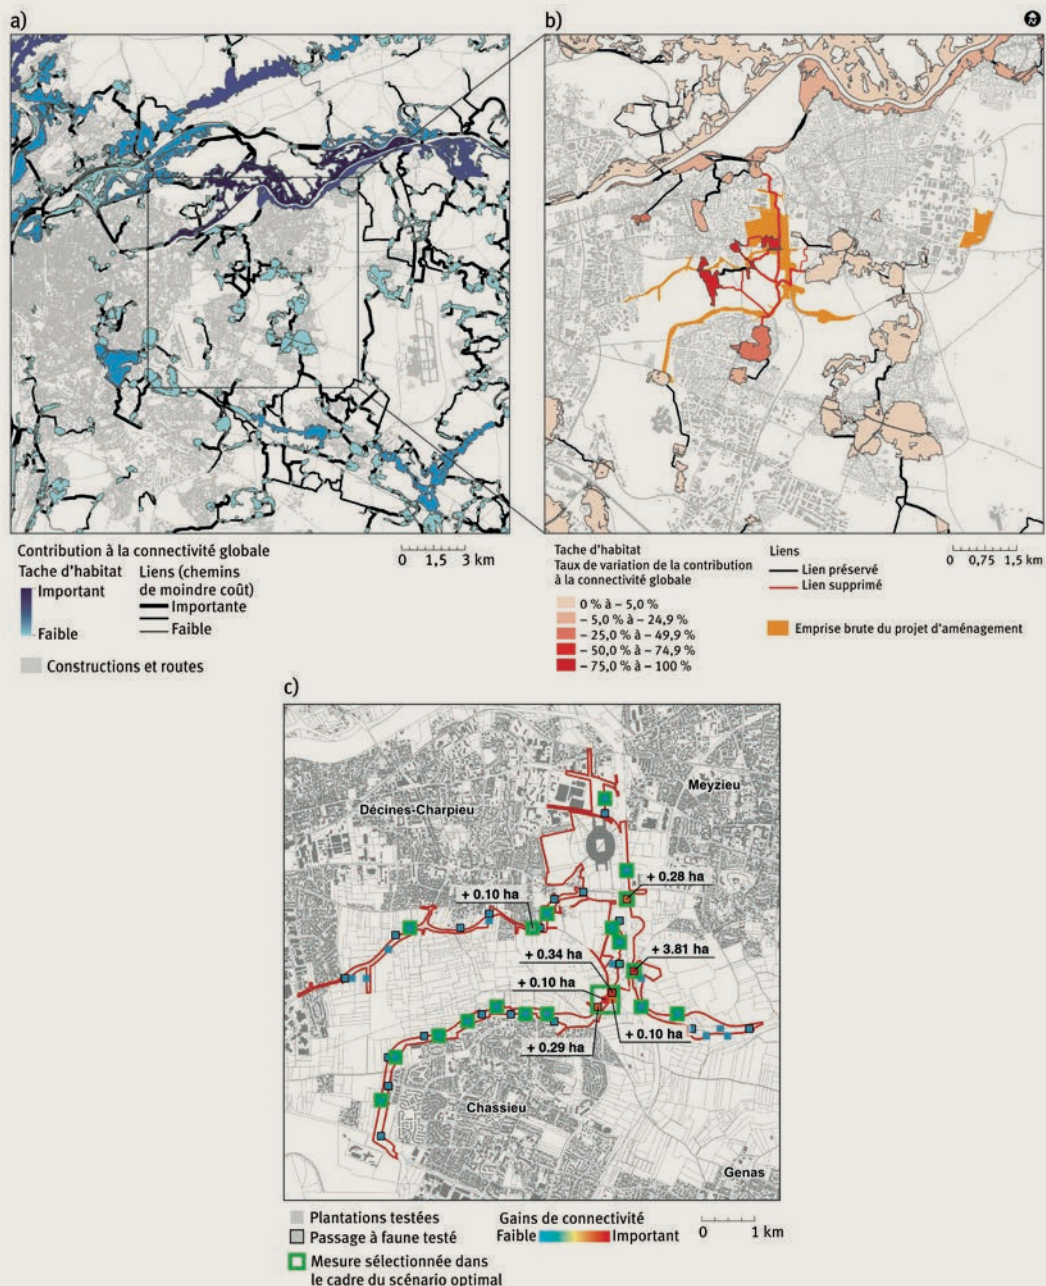 a)
b)
N
Contribution à la connectivité globale
Tache d'habitat
Important
Faible
Liens (chemins
de moindre coût)
Importante
Faible
Constructions et routes
0 1,5 3 km
Tache d'habitat
Taux de variation de la contribution
à la connectivité globale
0 % à – 5,0 %
– 5,0 % à – 24,9 %
– 25,0 % à – 49,9 %
– 50,0 % à – 74,9 %
– 75,0 % à – 100 %
Liens
Lien préservé
Lien supprimé
Emprise brute du projet d'aménagement
0 0,75 1,5 km
c)
Meyzieu
Décines-Charpieu
+ 0.28 ha
+ 0.10 ha
+ 3.81 ha
+ 0.34 ha
+ 0.10 ha
+ 0.10 ha
+ 0.29 ha
Chassieu
Genas
Plantations testées
Passage à faune testé
Mesure sélectionnée dans
le cadre du scénario optimal
Gains de connectivité
Faible Important
0 1 km